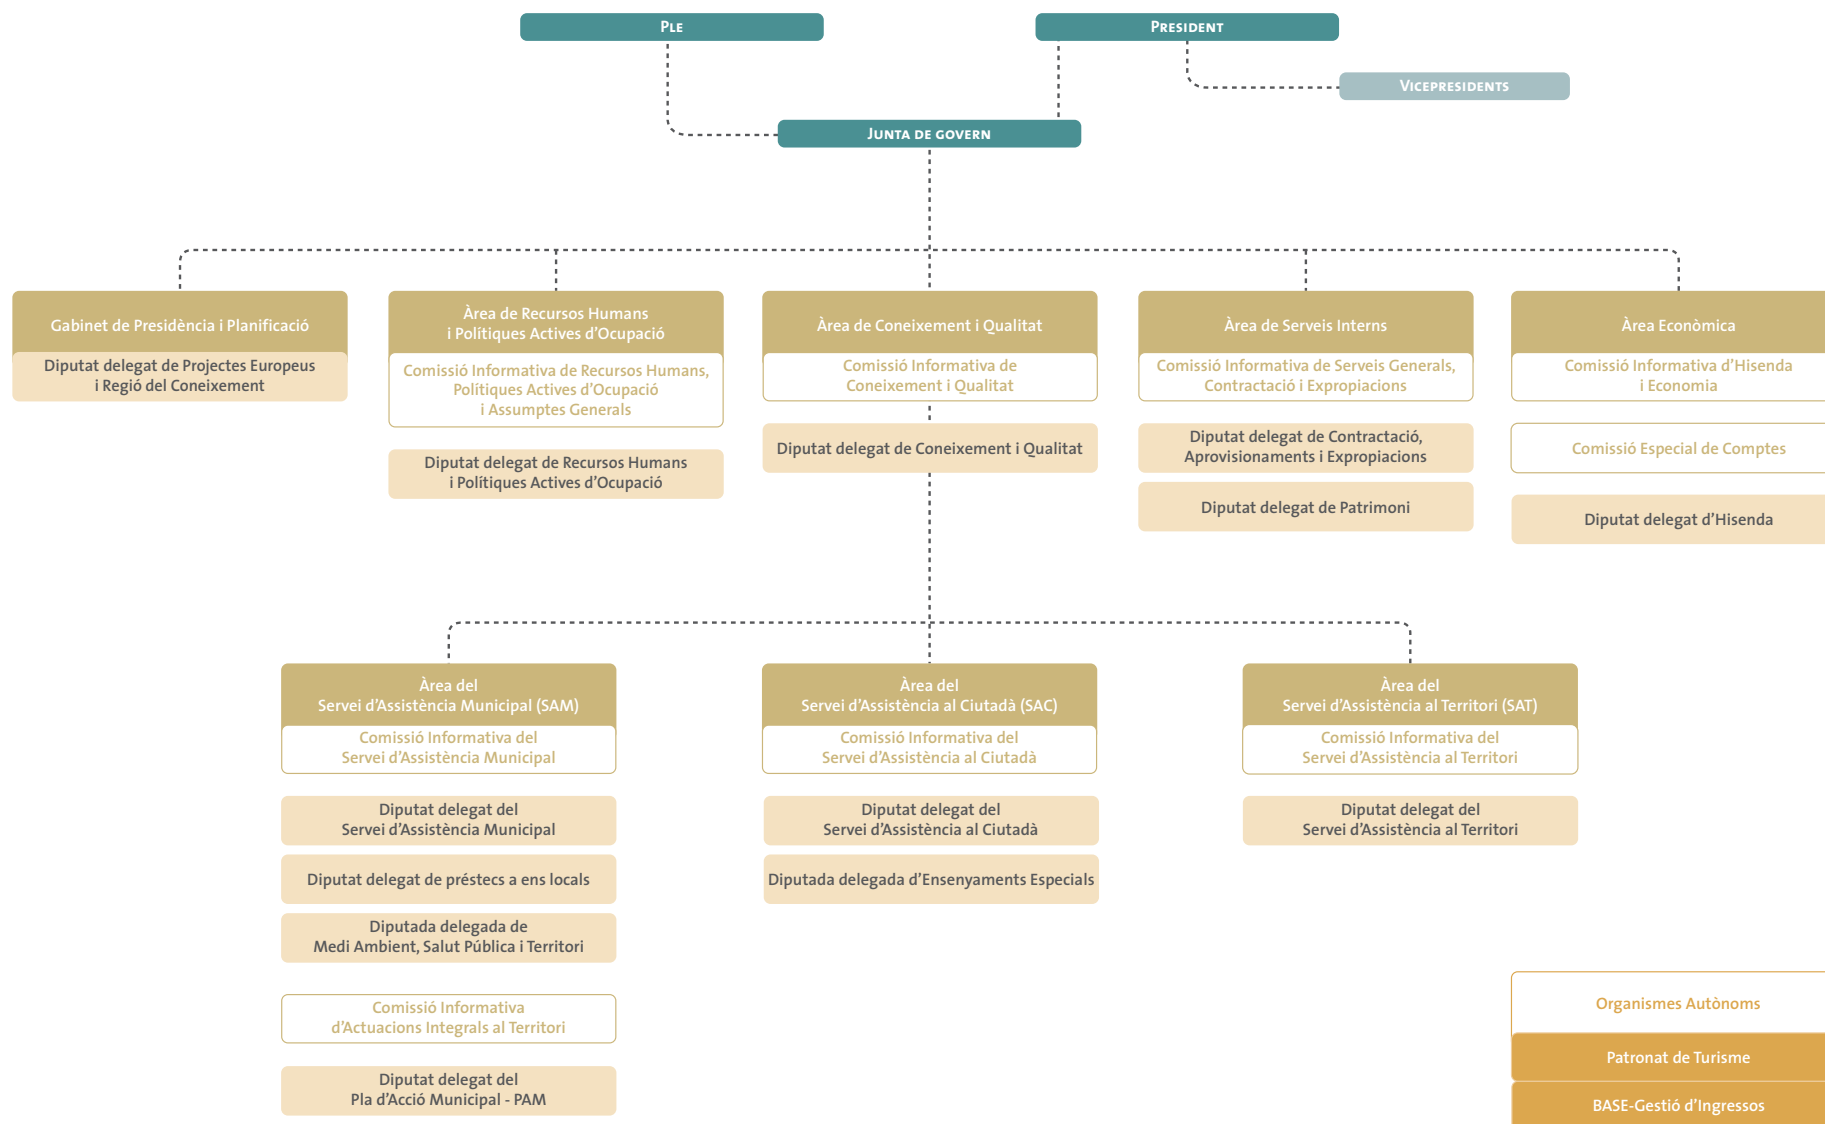 Ple
President
Vicepresidents
Junta de govern
Gabinet de Presidència i Planificació
Diputat delegat de Projectes Europeus
i Regió del Coneixement
Àrea de Recursos Humans
i Polítiques Actives d’Ocupació
Comissió Informativa de Recursos Humans,
Polítiques Actives d’Ocupació
i Assumptes Generals
Diputat delegat de Recursos Humans
i Polítiques Actives d’Ocupació
Àrea de Coneixement i Qualitat
Comissió Informativa de
Coneixement i Qualitat
Diputat delegat de Coneixement i Qualitat
Àrea de Serveis Interns
Comissió Informativa de Serveis Generals,
Contractació i Expropiacions
Diputat delegat de Contractació,
Aprovisionaments i Expropiacions
Diputat delegat de Patrimoni
Àrea Econòmica
Comissió Informativa d’Hisenda
i Economia
Comissió Especial de Comptes
Diputat delegat d’Hisenda
Àrea del
Servei d’Assistència Municipal (SAM)
Comissió Informativa del
Servei d’Assistència Municipal
Diputat delegat del
Servei d’Assistència Municipal
Diputat delegat de préstecs a ens locals
Diputada delegada de
Medi Ambient, Salut Pública i Territori
Comissió Informativa
d’Actuacions Integrals al Territori
Diputat delegat del
Pla d’Acció Municipal - PAM
Àrea del
Servei d’Assistència al Ciutadà (SAC)
Comissió Informativa del
Servei d’Assistència al Ciutadà
Diputat delegat del
Servei d’Assistència al Ciutadà
Diputada delegada d’Ensenyaments Especials
Àrea del
Servei d’Assistència al Territori (SAT)
Comissió Informativa del
Servei d’Assistència al Territori
Diputat delegat del
Servei d’Assistència al Territori
Organismes Autònoms
Patronat de Turisme
BASE-Gestió d’Ingressos